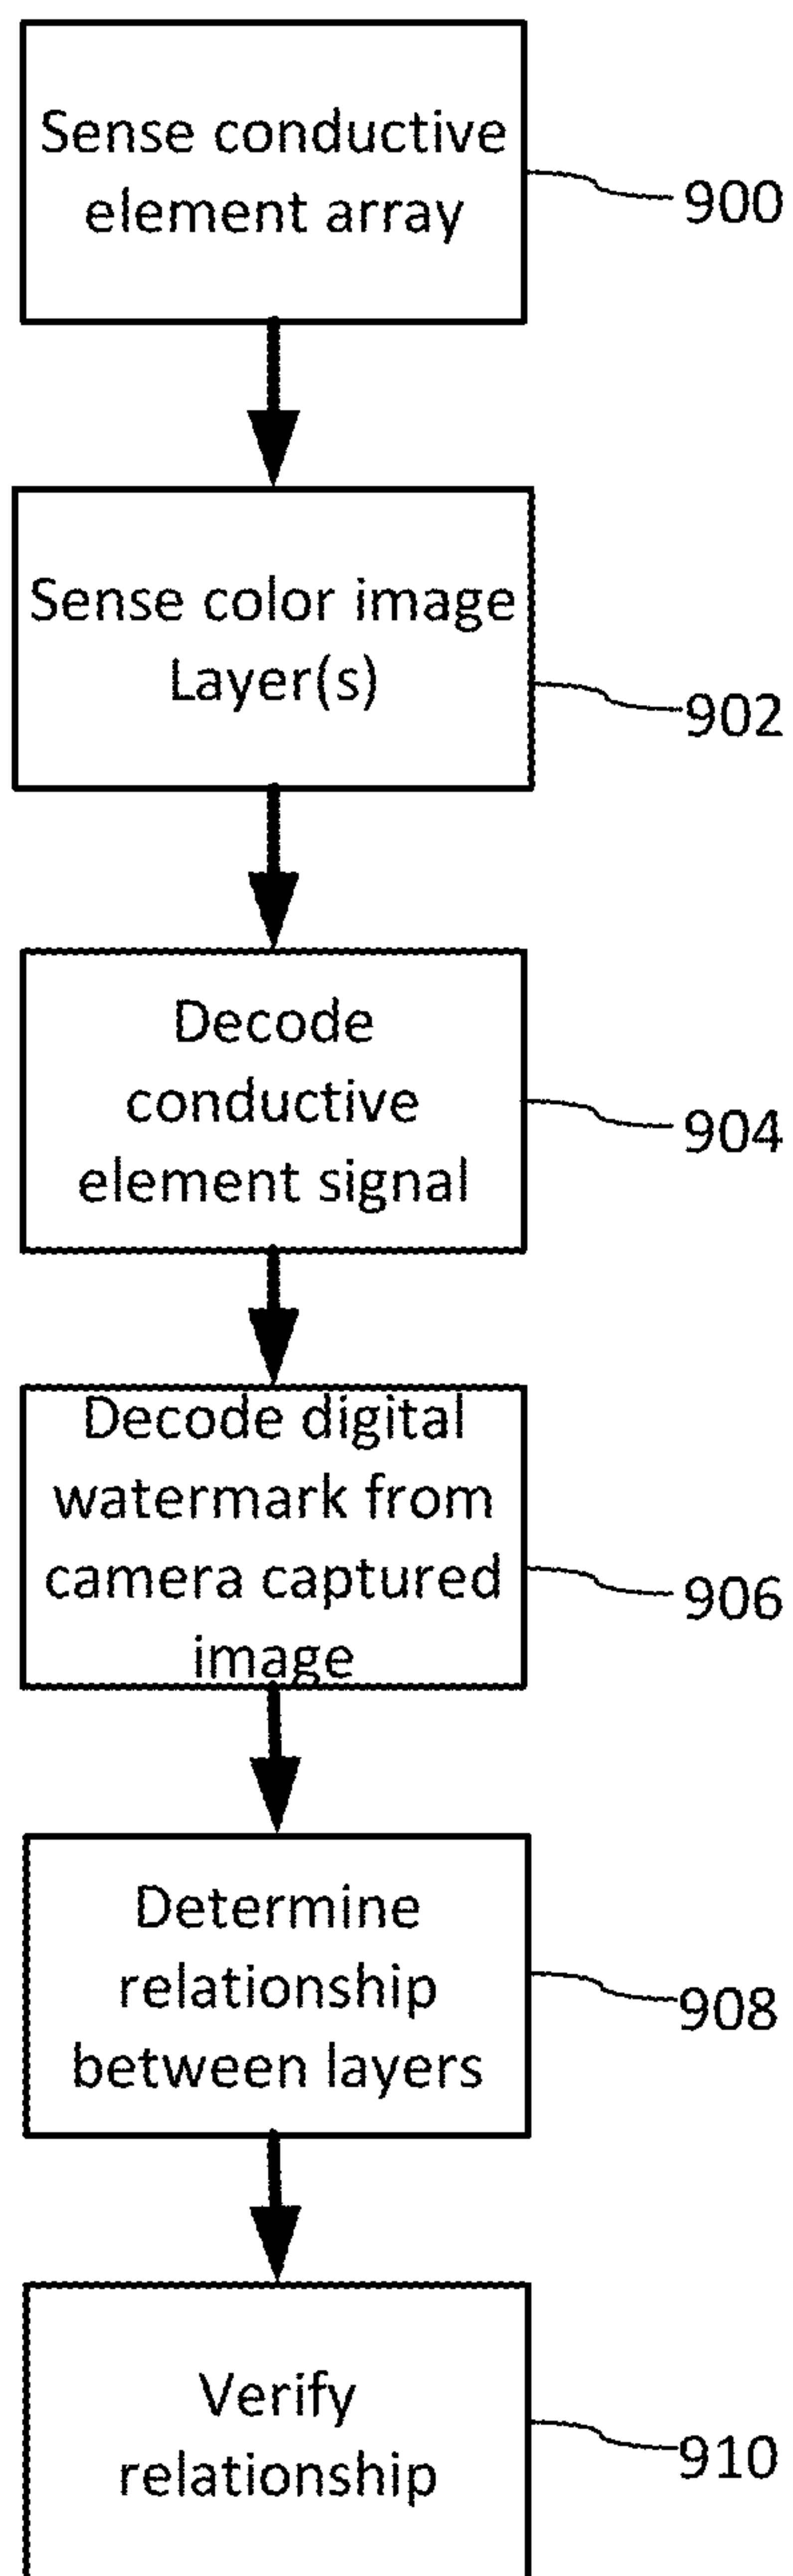 Sense conductive
element array
900
Sense color image
Layer(s)
902
Decode
conductive
element signal
904
Decode digital
watermark from
camera captured
image
906
Determine
relationship
between layers
908
Verify
relationship
910